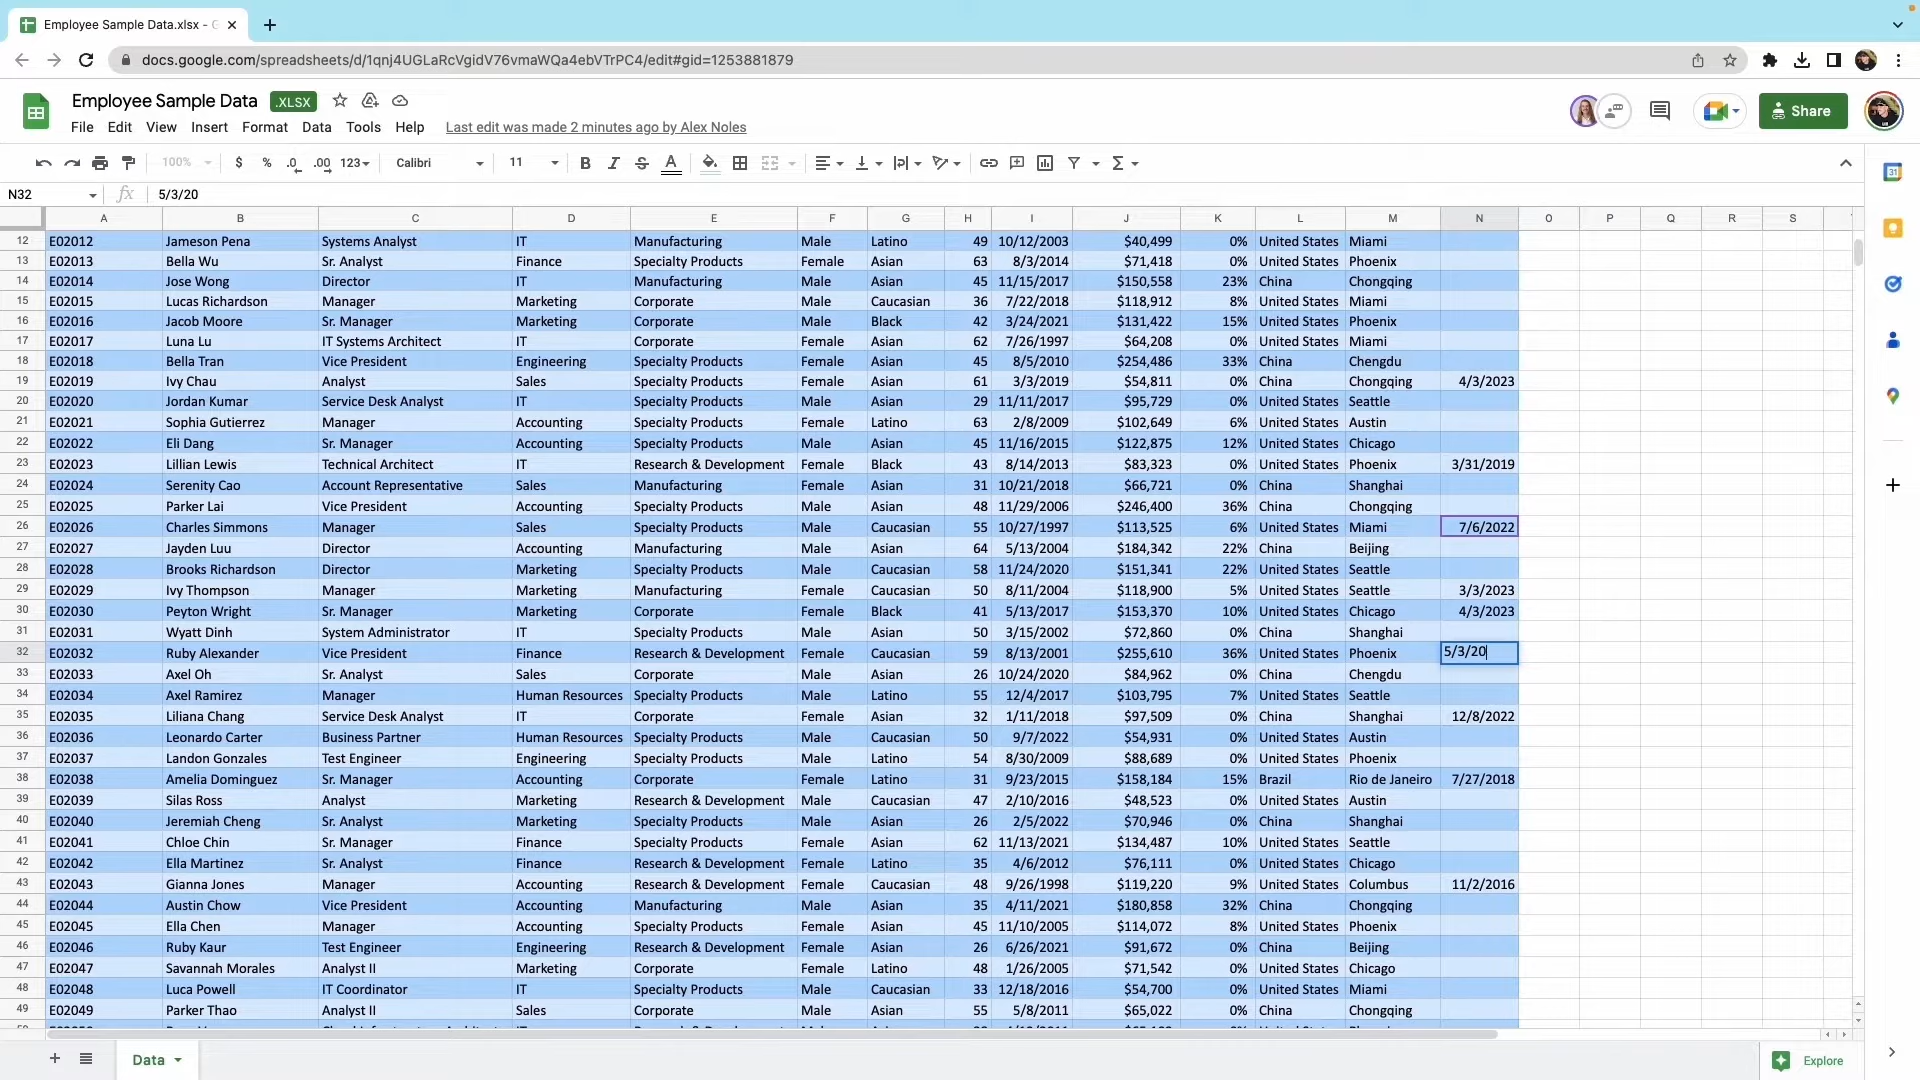 Employee Sample Data.xlsx - G
docs.google.com/spreadsheets/d/1qnj4UGLaRcVgidV76vmaWQa4ebVTrPC4/edit#gid=1253881879
Employee Sample Data .XLSX
Share
File Edit View Insert Format Data Tools Help Last edit was made 2 minutes ago by Alex Noles
100% $ % .0 .00 123 Calibri 11 B I S A Σ
31
N32 fx 5/3/20
A B C D E F G H I J K L M N O P Q R S
12 E02012 Jameson Pena Systems Analyst IT Manufacturing Male Latino 49 10/12/2003 $40,499 0% United States Miami
13 E02013 Bella Wu Sr. Analyst Finance Specialty Products Female Asian 63 8/3/2014 $71,418 0% United States Phoenix
14 E02014 Jose Wong Director IT Manufacturing Male Asian 45 11/15/2017 $150,558 23% China Chongqing
15 E02015 Lucas Richardson Manager Marketing Corporate Male Caucasian 36 7/22/2018 $118,912 8% United States Miami
16 E02016 Jacob Moore Sr. Manager Marketing Corporate Male Black 42 3/24/2021 $131,422 15% United States Phoenix
17 E02017 Luna Lu IT Systems Architect IT Corporate Female Asian 62 7/26/1997 $64,208 0% United States Miami
18 E02018 Bella Tran Vice President Engineering Specialty Products Female Asian 45 8/5/2010 $254,486 33% China Chengdu
19 E02019 Ivy Chau Analyst Sales Specialty Products Female Asian 61 3/3/2019 $54,811 0% China Chongqing 4/3/2023
20 E02020 Jordan Kumar Service Desk Analyst IT Specialty Products Male Asian 29 11/11/2017 $95,729 0% United States Seattle
21 E02021 Sophia Gutierrez Manager Accounting Specialty Products Female Latino 63 2/8/2009 $102,649 6% United States Austin
22 E02022 Eli Dang Sr. Manager Accounting Specialty Products Male Asian 45 11/16/2015 $122,875 12% United States Chicago
23 E02023 Lillian Lewis Technical Architect IT Research & Development Female Black 43 8/14/2013 $83,323 0% United States Phoenix 3/31/2019
24 E02024 Serenity Cao Account Representative Sales Manufacturing Female Asian 31 10/21/2018 $66,721 0% China Shanghai
25 E02025 Parker Lai Vice President Accounting Specialty Products Male Asian 48 11/29/2006 $246,400 36% China Chongqing
26 E02026 Charles Simmons Manager Sales Specialty Products Male Caucasian 55 10/27/1997 $113,525 6% United States Miami 7/6/2022
27 E02027 Jayden Luu Director Accounting Manufacturing Male Asian 64 5/13/2004 $184,342 22% China Beijing
28 E02028 Brooks Richardson Director Marketing Specialty Products Male Caucasian 58 11/24/2020 $151,341 22% United States Seattle
29 E02029 Ivy Thompson Manager Marketing Manufacturing Female Caucasian 50 8/11/2004 $118,900 5% United States Seattle 3/3/2023
30 E02030 Peyton Wright Sr. Manager Marketing Corporate Female Black 41 5/13/2017 $153,370 10% United States Chicago 4/3/2023
31 E02031 Wyatt Dinh System Administrator IT Specialty Products Male Asian 50 3/15/2002 $72,860 0% China Shanghai
32 E02032 Ruby Alexander Vice President Finance Research & Development Female Caucasian 59 8/13/2001 $255,610 36% United States Phoenix 5/3/20
33 E02033 Axel Oh Sr. Analyst Sales Corporate Male Asian 26 10/24/2020 $84,962 0% China Chengdu
34 E02034 Axel Ramirez Manager Human Resources Specialty Products Male Latino 55 12/4/2017 $103,795 7% United States Seattle
35 E02035 Liliana Chang Service Desk Analyst IT Corporate Female Asian 32 1/11/2018 $97,509 0% China Shanghai 12/8/2022
36 E02036 Leonardo Carter Business Partner Human Resources Specialty Products Male Caucasian 50 9/7/2022 $54,931 0% United States Austin
37 E02037 Landon Gonzales Test Engineer Engineering Specialty Products Male Latino 54 8/30/2009 $88,689 0% United States Phoenix
38 E02038 Amelia Dominguez Sr. Manager Accounting Corporate Female Latino 31 9/23/2015 $158,184 15% Brazil Rio de Janeiro 7/27/2018
39 E02039 Silas Ross Analyst Marketing Research & Development Male Caucasian 47 2/10/2016 $48,523 0% United States Austin
40 E02040 Jeremiah Cheng Sr. Analyst Marketing Specialty Products Male Asian 26 2/5/2022 $70,946 0% China Shanghai
41 E02041 Chloe Chin Sr. Manager Finance Specialty Products Female Asian 62 11/13/2021 $134,487 10% United States Seattle
42 E02042 Ella Martinez Sr. Analyst Finance Research & Development Female Latino 35 4/6/2012 $76,111 0% United States Chicago
43 E02043 Gianna Jones Manager Accounting Research & Development Female Caucasian 48 9/26/1998 $119,220 9% United States Columbus 11/2/2016
44 E02044 Austin Chow Vice President Accounting Manufacturing Male Asian 35 4/11/2021 $180,858 32% China Chongqing
45 E02045 Ella Chen Manager Accounting Specialty Products Female Asian 45 11/10/2005 $114,072 8% United States Phoenix
46 E02046 Ruby Kaur Test Engineer Engineering Research & Development Female Asian 26 6/26/2021 $91,672 0% China Beijing
47 E02047 Savannah Morales Analyst II Marketing Corporate Female Latino 48 1/26/2005 $71,542 0% United States Chicago
48 E02048 Luca Powell IT Coordinator IT Specialty Products Male Caucasian 33 12/18/2016 $54,700 0% United States Miami
49 E02049 Parker Thao Analyst II Sales Corporate Male Asian 55 5/8/2011 $65,022 0% China Chongqing
Data
Explore